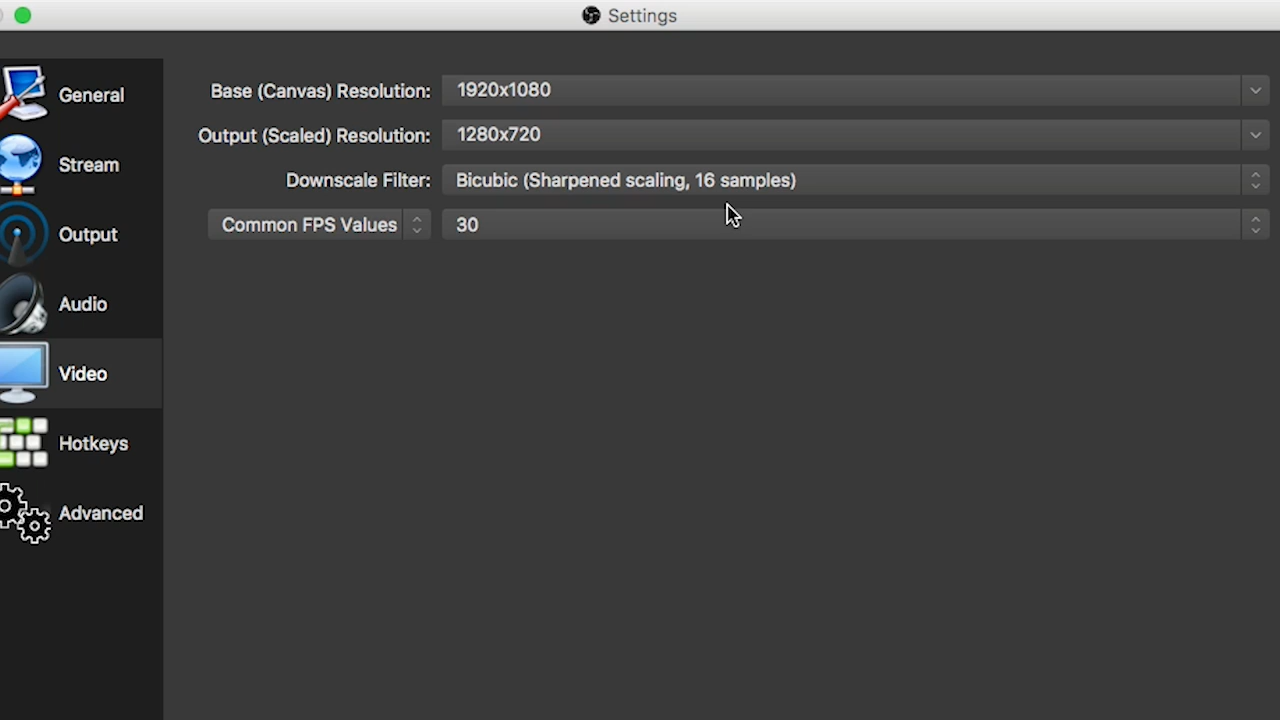 Settings
General
Stream
Output
Audio
Video
Hotkeys
Advanced
Base (Canvas) Resolution: 1920x1080
Output (Scaled) Resolution: 1280x720
Downscale Filter: Bicubic (Sharpened scaling, 16 samples)
Common FPS Values 30